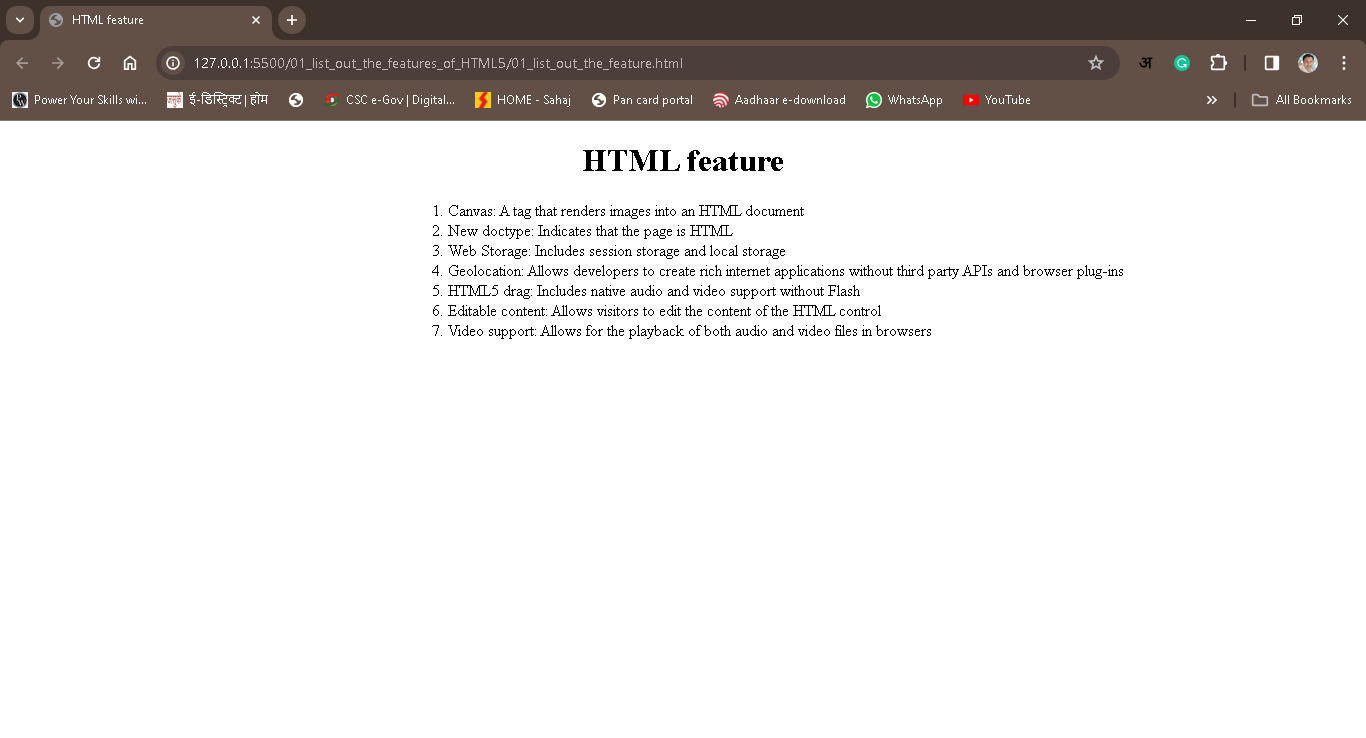 HTML feature
127.0.0.1:5500/01_list_out_the_features_of_HTML5/01_list_out_the_feature.html
अ
Power Your Skills wi...
ई-डिस्ट्रिक्ट | होम
CSC e-Gov | Digital...
HOME - Sahaj
Pan card portal
Aadhaar e-download
WhatsApp
YouTube
All Bookmarks
HTML feature
1. Canvas: A tag that renders images into an HTML document
2. New doctype: Indicates that the page is HTML
3. Web Storage: Includes session storage and local storage
4. Geolocation: Allows developers to create rich internet applications without third party APIs and browser plug-ins
5. HTML5 drag: Includes native audio and video support without Flash
6. Editable content: Allows visitors to edit the content of the HTML control
7. Video support: Allows for the playback of both audio and video files in browsers